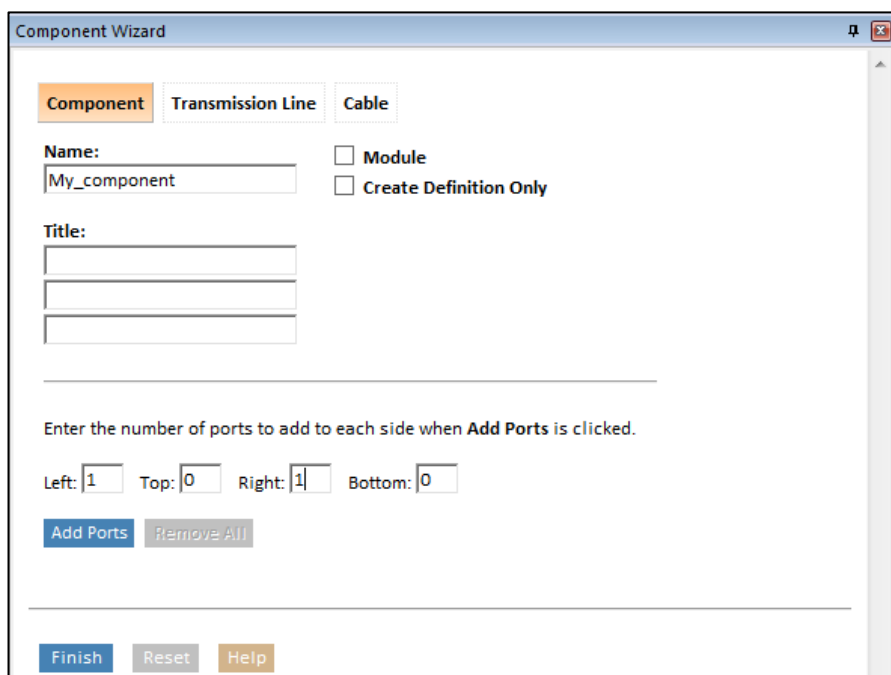 Component Wizard
Component Transmission Line Cable
Name:
Module
My_component
Create Definition Only
Title:
Enter the number of ports to add to each side when Add Ports is clicked.
Left: 1 Top: 0 Right: 1 Bottom: 0
Add Ports Remove All
Finish Reset Help